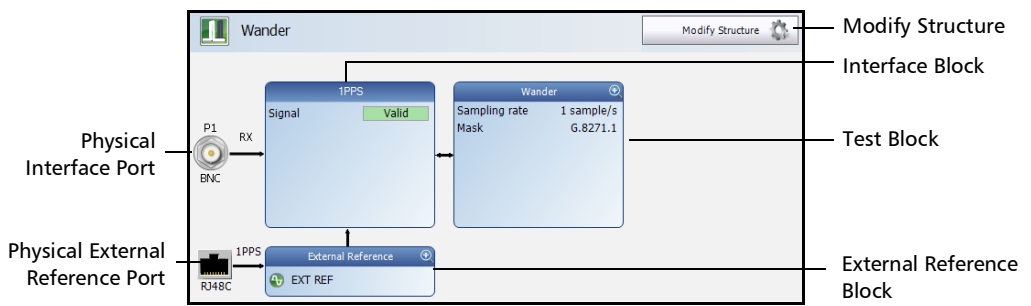 Wander
Modify Structure
Modify Structure
Interface Block
1PPS
Signal
Valid
Wander
Sampling rate 1 sample/s
Mask G.8271.1
Test Block
P1
RX
BNC
Physical
Interface Port
Physical External
Reference Port
1PPS
RJ48C
External Reference
EXT REF
External Reference
Block